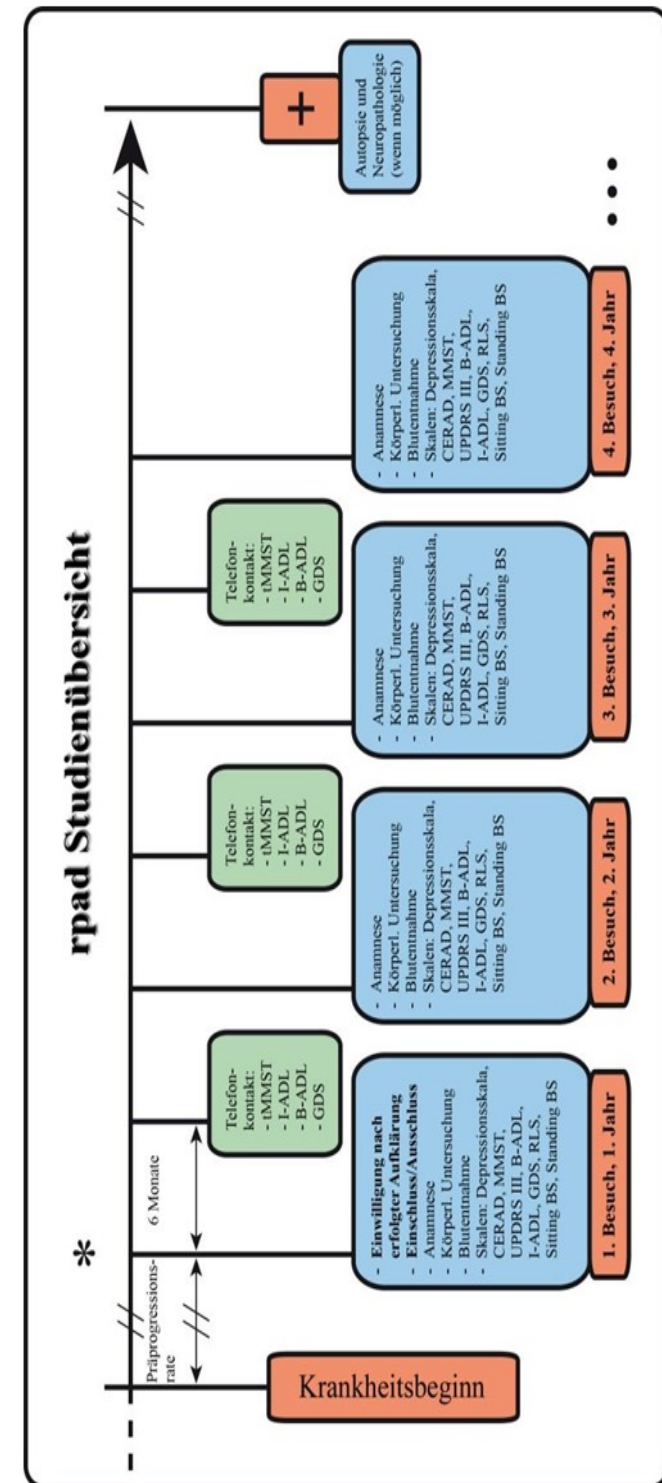 rpad Studienübersicht
*
Präprogressions-
rate
6 Monate
Krankheitsbeginn
Telefon-
kontakt:
- tMMST
- I-ADL
- B-ADL
- GDS
Telefon-
kontakt:
- tMMST
- I-ADL
- B-ADL
- GDS
Telefon-
kontakt:
- tMMST
- I-ADL
- B-ADL
- GDS
- Einwilligung nach
erfolgter Aufklärung
Einschluss/Ausschluss
- Anamnese
- Körperl. Untersuchung
- Blutentnahme
- Skalen: Depressionsskala,
CERAD, MMST,
UPDRS III, B-ADL,
I-ADL, GDS, RLS,
Sitting BS, Standing BS
1. Besuch, 1. Jahr
- Anamnese
- Körperl. Untersuchung
- Blutentnahme
- Skalen: Depressionsskala,
CERAD, MMST,
UPDRS III, B-ADL,
I-ADL, GDS, RLS,
Sitting BS, Standing BS
2. Besuch, 2. Jahr
- Anamnese
- Körperl. Untersuchung
- Blutentnahme
- Skalen: Depressionsskala,
CERAD, MMST,
UPDRS III, B-ADL,
I-ADL, GDS, RLS,
Sitting BS, Standing BS
3. Besuch, 3. Jahr
- Anamnese
- Körperl. Untersuchung
- Blutentnahme
- Skalen: Depressionsskala,
CERAD, MMST,
UPDRS III, B-ADL,
I-ADL, GDS, RLS,
Sitting BS, Standing BS
4. Besuch, 4. Jahr
+
Autopsie und
Neuropathologie
(wenn möglich)
...